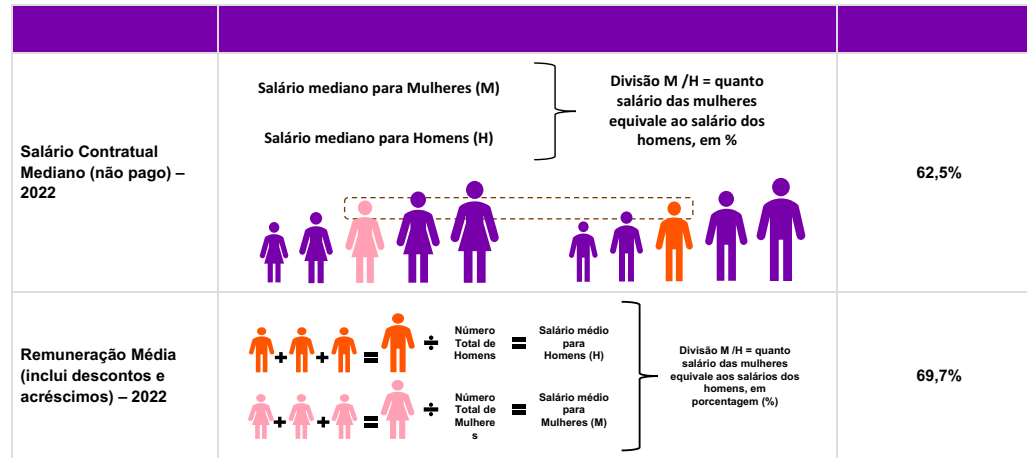 Salário Contratual
Mediano (não pago) –
2022
Salário mediano para Mulheres (M)
Salário mediano para Homens (H)
Divisão M /H = quanto
salário das mulheres
equivale ao salário dos
homens, em %
62,5%
Remuneração Média
(inclui descontos e
acréscimos) – 2022
+ + = ÷
Número
Total de
Homens
=
Salário médio
para
Homens (H)
+ + = ÷
Número
Total de
Mulhere
s
=
Salário médio
para
Mulheres (M)
Divisão M /H = quanto
salário das mulheres
equivale aos salários dos
homens, em
porcentagem (%)
69,7%